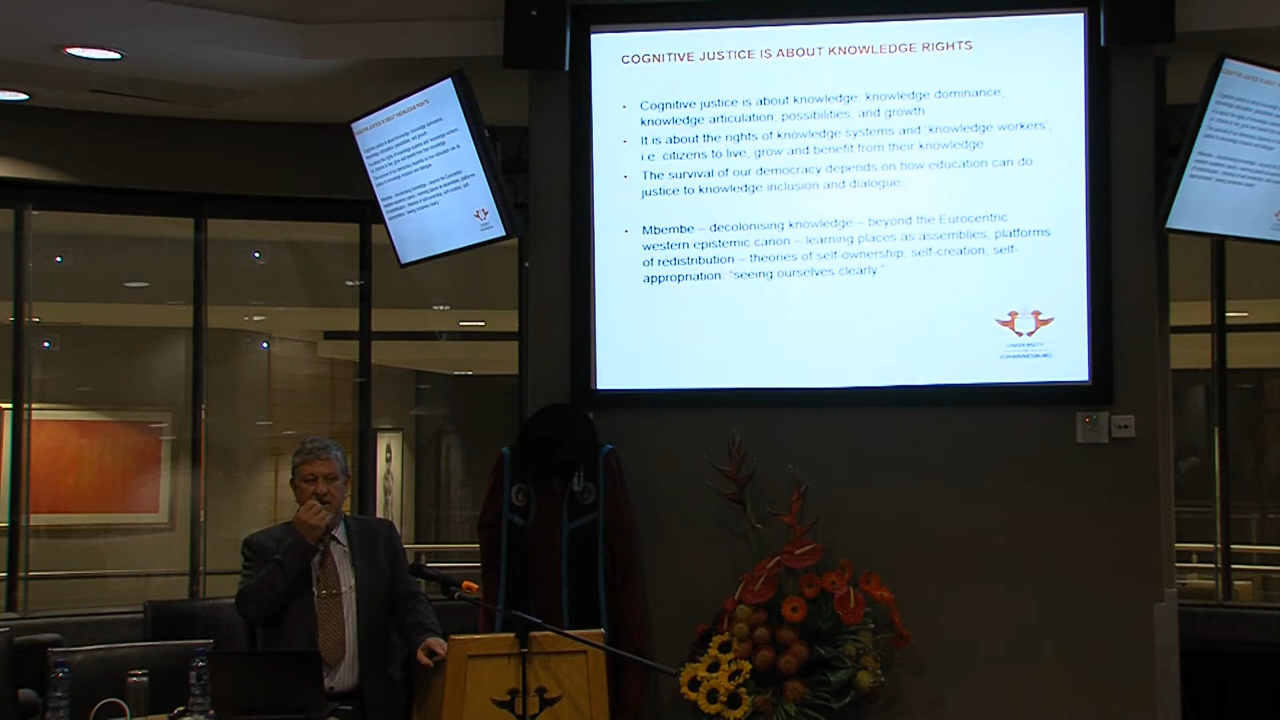 COGNITIVE JUSTICE IS ABOUT KNOWLEDGE RIGHTS
• Cognitive justice is about knowledge: knowledge dominance,
knowledge articulation, possibilities, and growth
• It is about the rights of knowledge systems and 'knowledge workers',
i.e. citizens to live, grow and benefit from their knowledge
• The survival of our democracy depends on how education can do
justice to knowledge inclusion and dialogue
• Mbembe – decolonising knowledge – beyond the Eurocentric
western epistemic canon – learning places as assemblies, platforms
of redistribution – theories of self-ownership, self-creation, self-
appropriation: "seeing ourselves clearly."
UNIVERSITY
OF
JOHANNESBURG